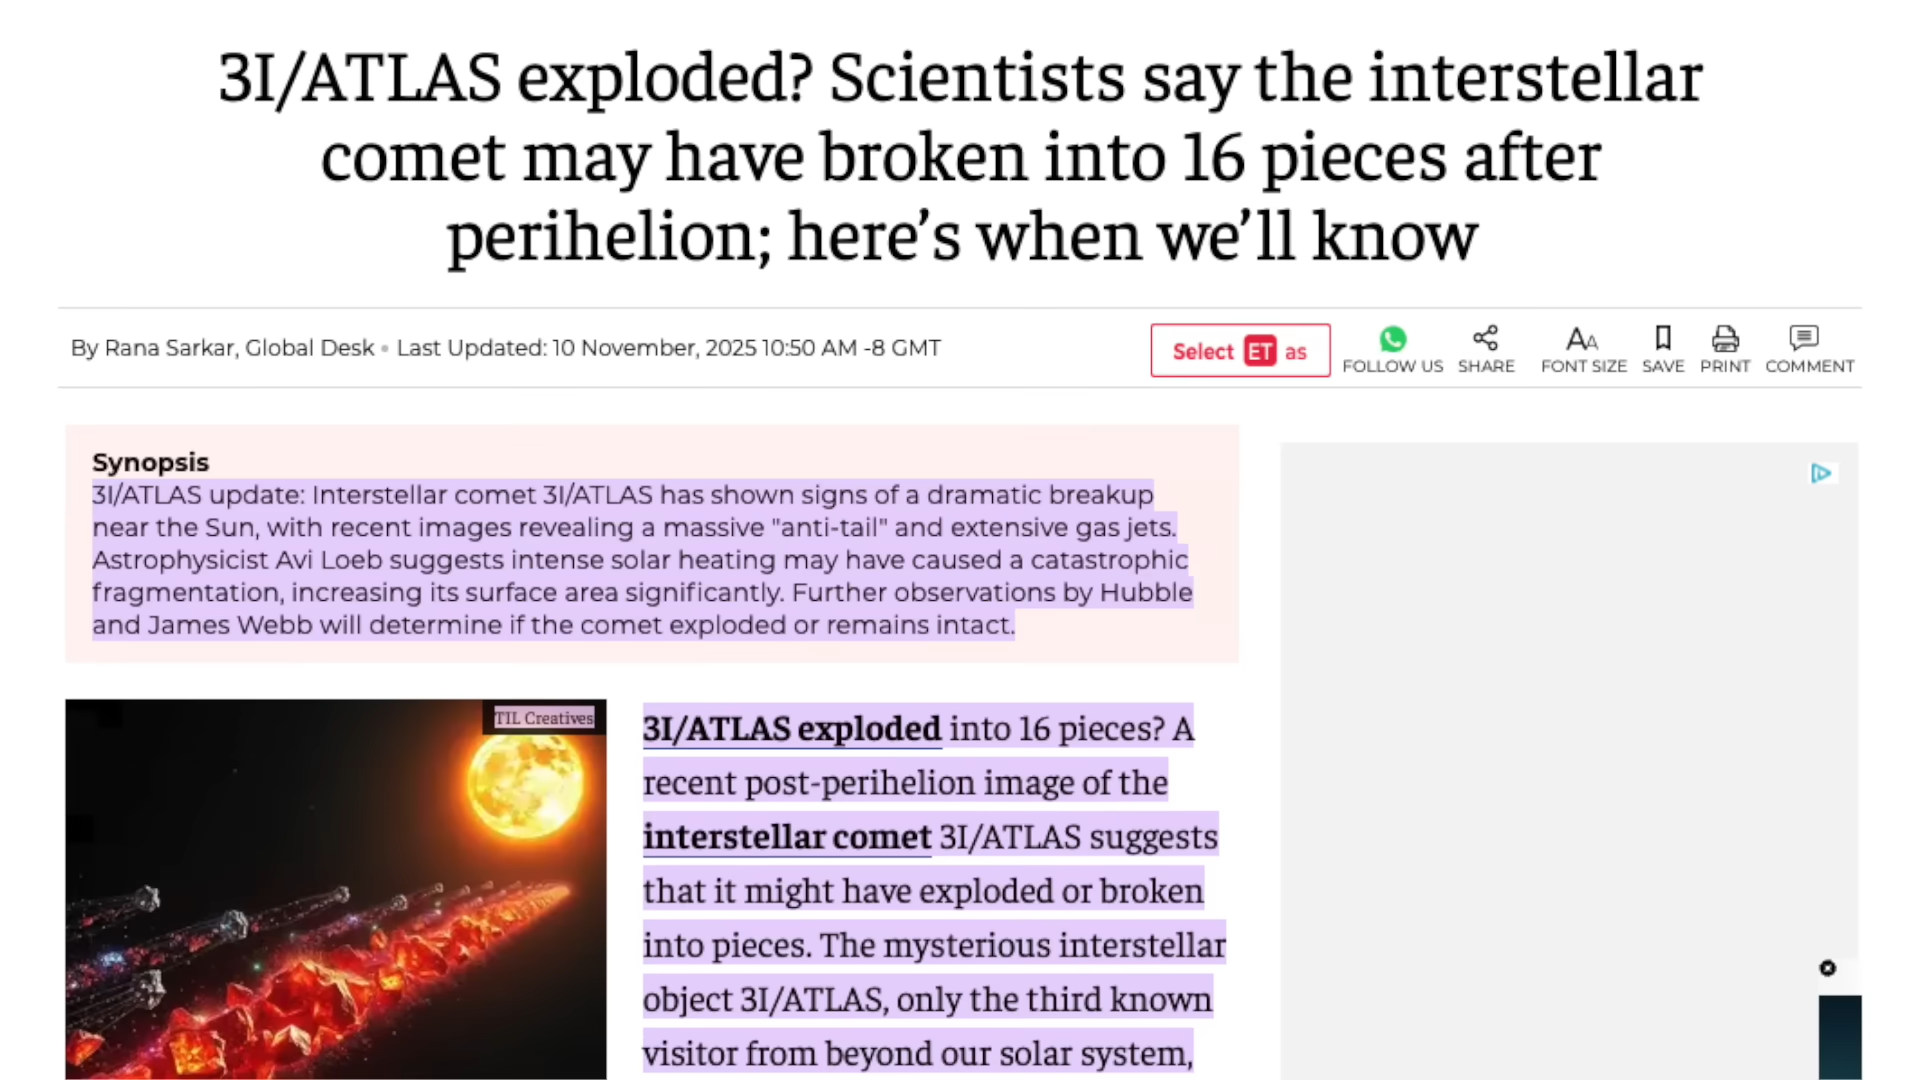 3I/ATLAS exploded? Scientists say the interstellar
comet may have broken into 16 pieces after
perihelion; here’s when we’ll know
By Rana Sarkar, Global Desk • Last Updated: 10 November, 2025 10:50 AM -8 GMT
Select ET as
FOLLOW US
SHARE
FONT SIZE
SAVE
PRINT
COMMENT
Synopsis
3I/ATLAS update: Interstellar comet 3I/ATLAS has shown signs of a dramatic breakup
near the Sun, with recent images revealing a massive "anti-tail" and extensive gas jets.
Astrophysicist Avi Loeb suggests intense solar heating may have caused a catastrophic
fragmentation, increasing its surface area significantly. Further observations by Hubble
and James Webb will determine if the comet exploded or remains intact.
TIL Creatives
3I/ATLAS exploded into 16 pieces? A
recent post-perihelion image of the
interstellar comet 3I/ATLAS suggests
that it might have exploded or broken
into pieces. The mysterious interstellar
object 3I/ATLAS, only the third known
visitor from beyond our solar system,